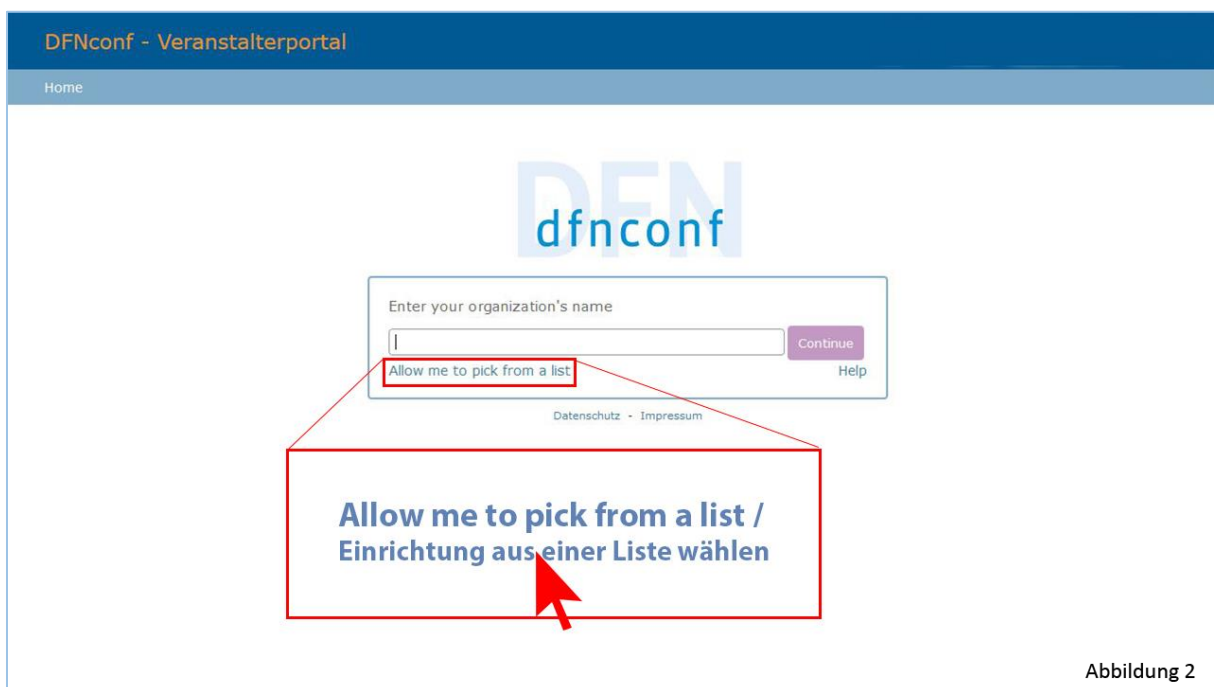 DFNconf - Veranstalterportal
Home
DFN
dfnconf
Enter your organization's name
Continue
Allow me to pick from a list
Help
Datenschutz - Impressum
Allow me to pick from a list /
Einrichtung aus einer Liste wählen
Abbildung 2